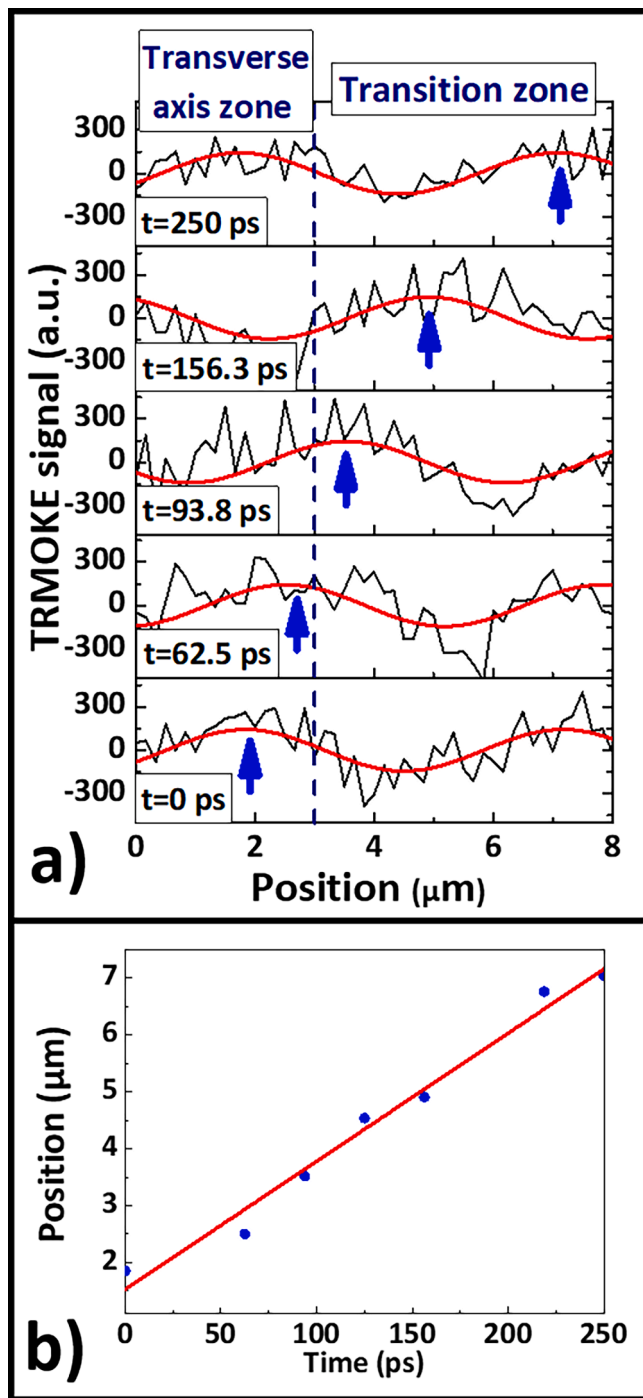 Transverse
axis zone
Transition zone
300
0
-300
t=250 ps
300
0
-300
t=156.3 ps
300
0
-300
t=93.8 ps
300
0
-300
t=62.5 ps
300
0
-300
t=0 ps
TRMOKE signal (a.u.)
0 2 4 6 8
Position (μm)
a)
7
6
5
4
3
2
Position (μm)
0 50 100 150 200 250
Time (ps)
b)